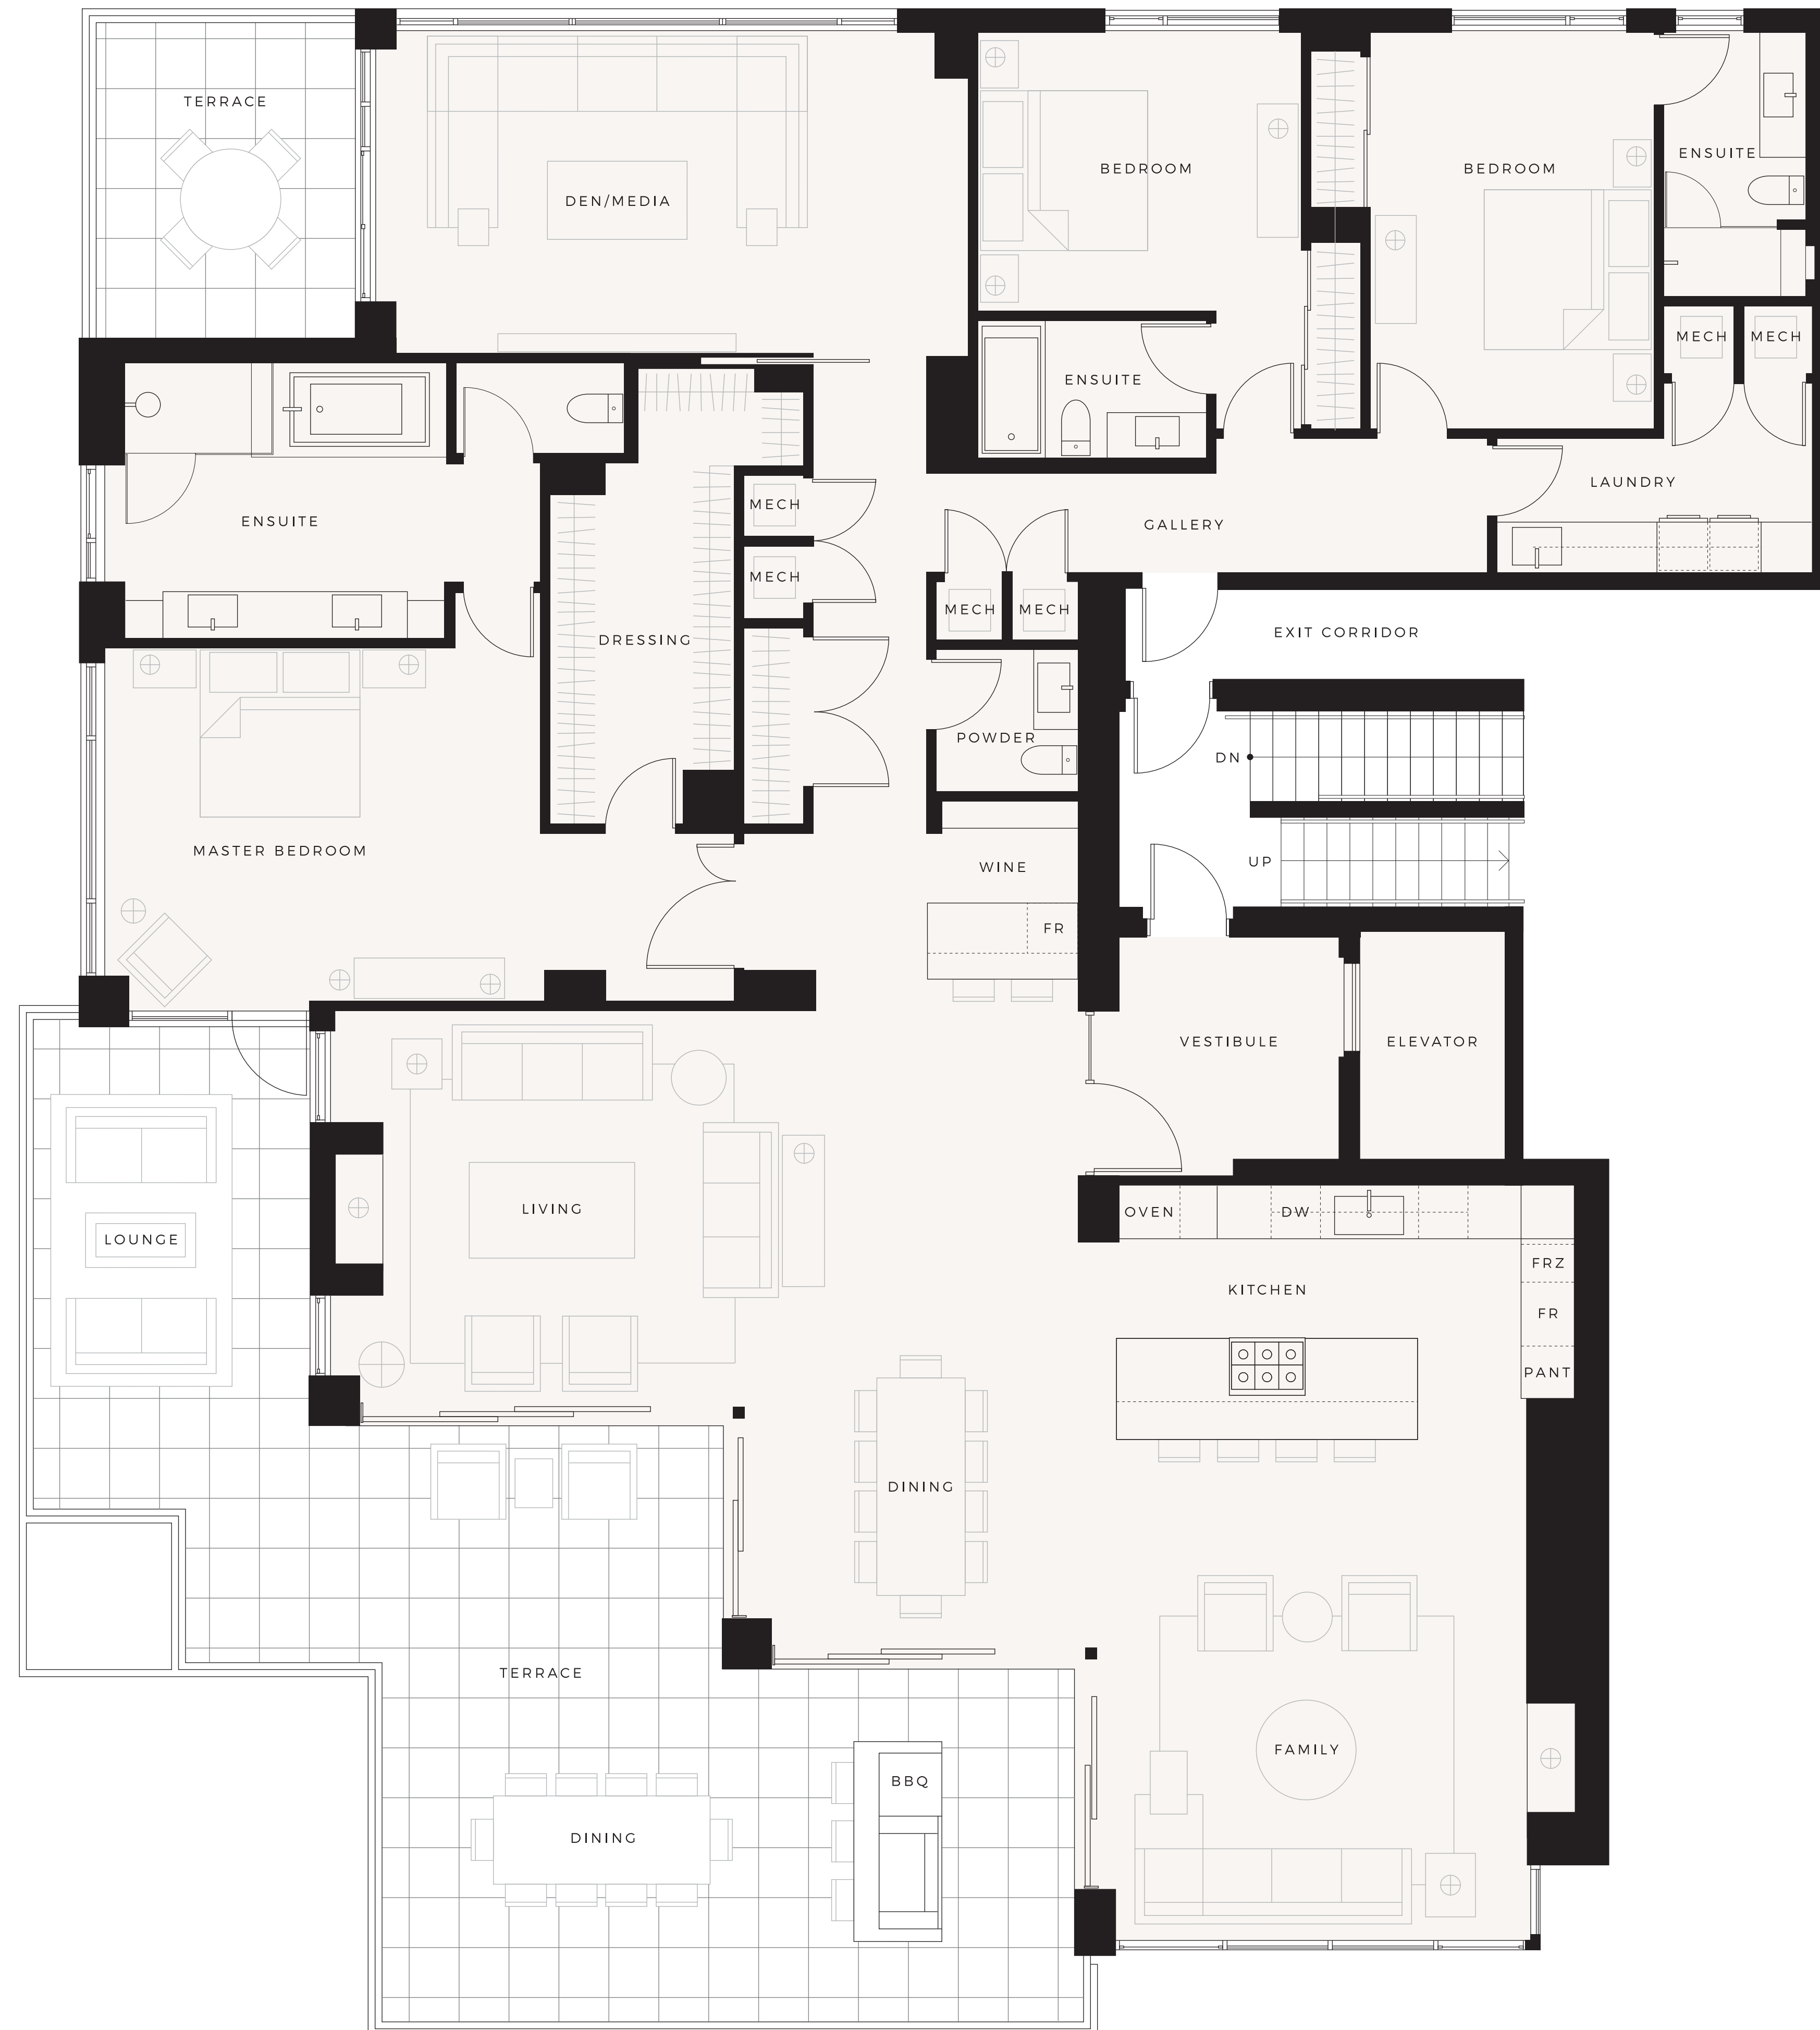 TERRACE
DEN/MEDIA
BEDROOM
BEDROOM
ENSUITE
MECH
MECH
ENSUITE
LAUNDRY
GALLERY
ENSUITE
MECH
MECH
MECH
MECH
DRESSING
EXIT CORRIDOR
POWDER
DN
MASTER BEDROOM
UP
WINE
FR
VESTIBULE
ELEVATOR
LIVING
OVEN
DW
LOUNGE
FRZ
KITCHEN
FR
PANT
DINING
TERRACE
FAMILY
BBQ
DINING